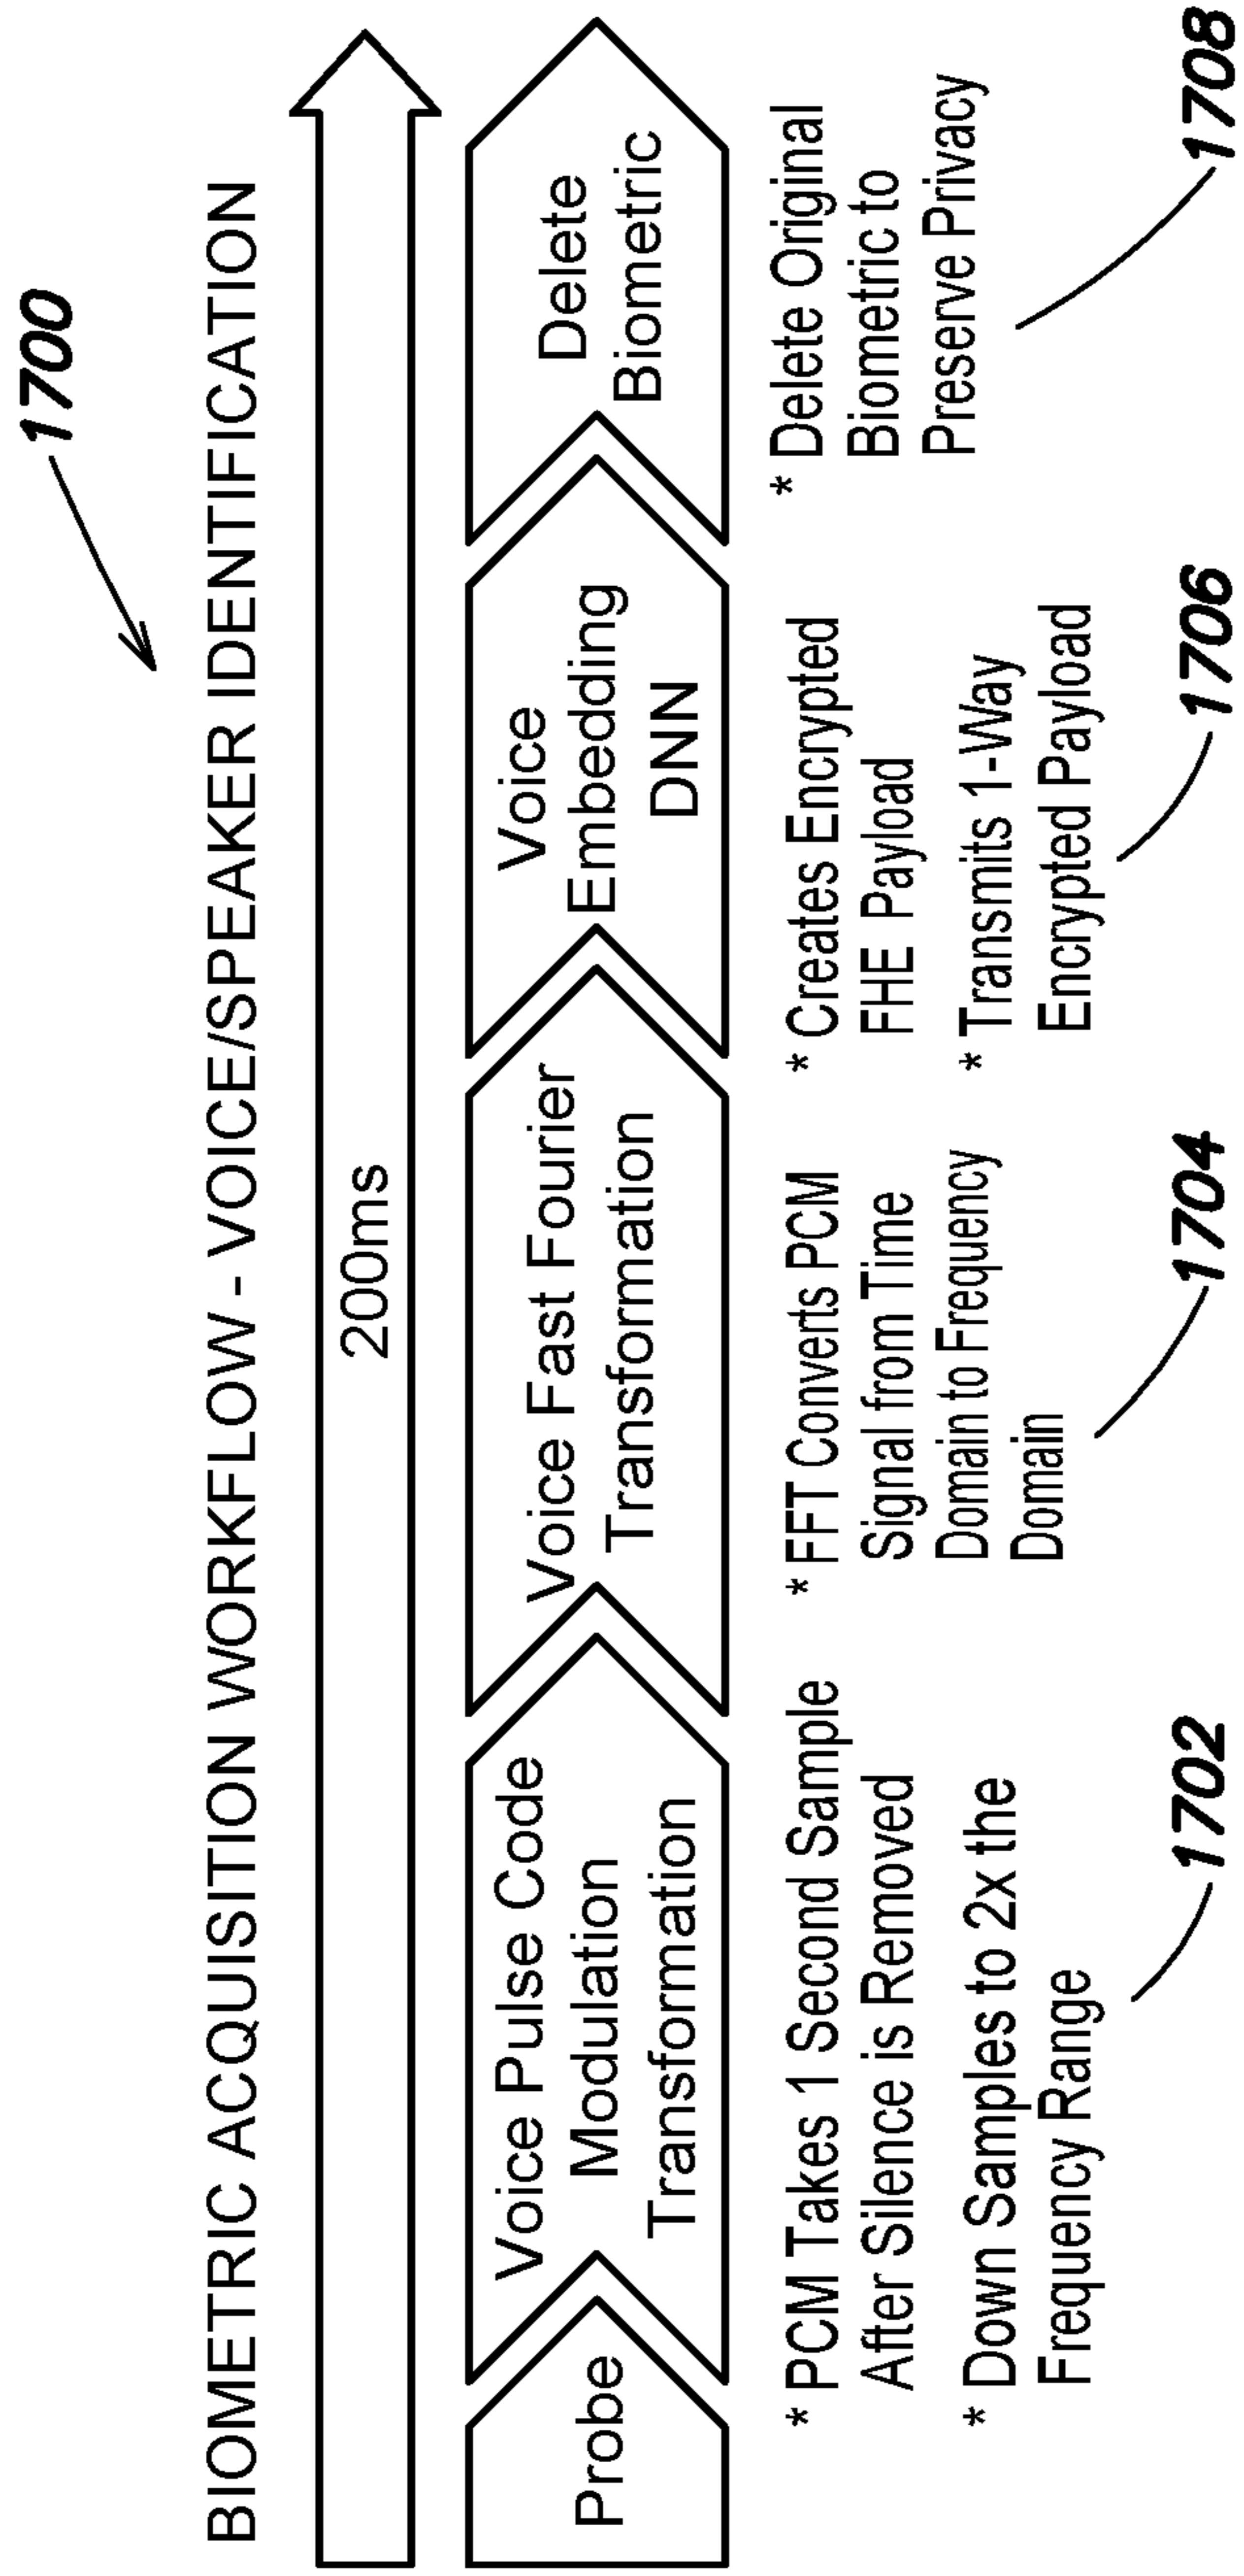 1700
BIOMETRIC ACQUISITION WORKFLOW - VOICE/SPEAKER IDENTIFICATION
200ms
Probe
Voice Pulse Code
Modulation
Transformation
Voice Fast Fourier
Transformation
Voice
Embedding
DNN
Delete
Biometric
* PCM Takes 1 Second Sample
After Silence is Removed
* Down Samples to 2x the
Frequency Range
1702
* FFT Converts PCM
Signal from Time
Domain to Frequency
Domain
1704
* Creates Encrypted
FHE Payload
* Transmits 1-Way
Encrypted Payload
1706
* Delete Original
Biometric to
Preserve Privacy
1708